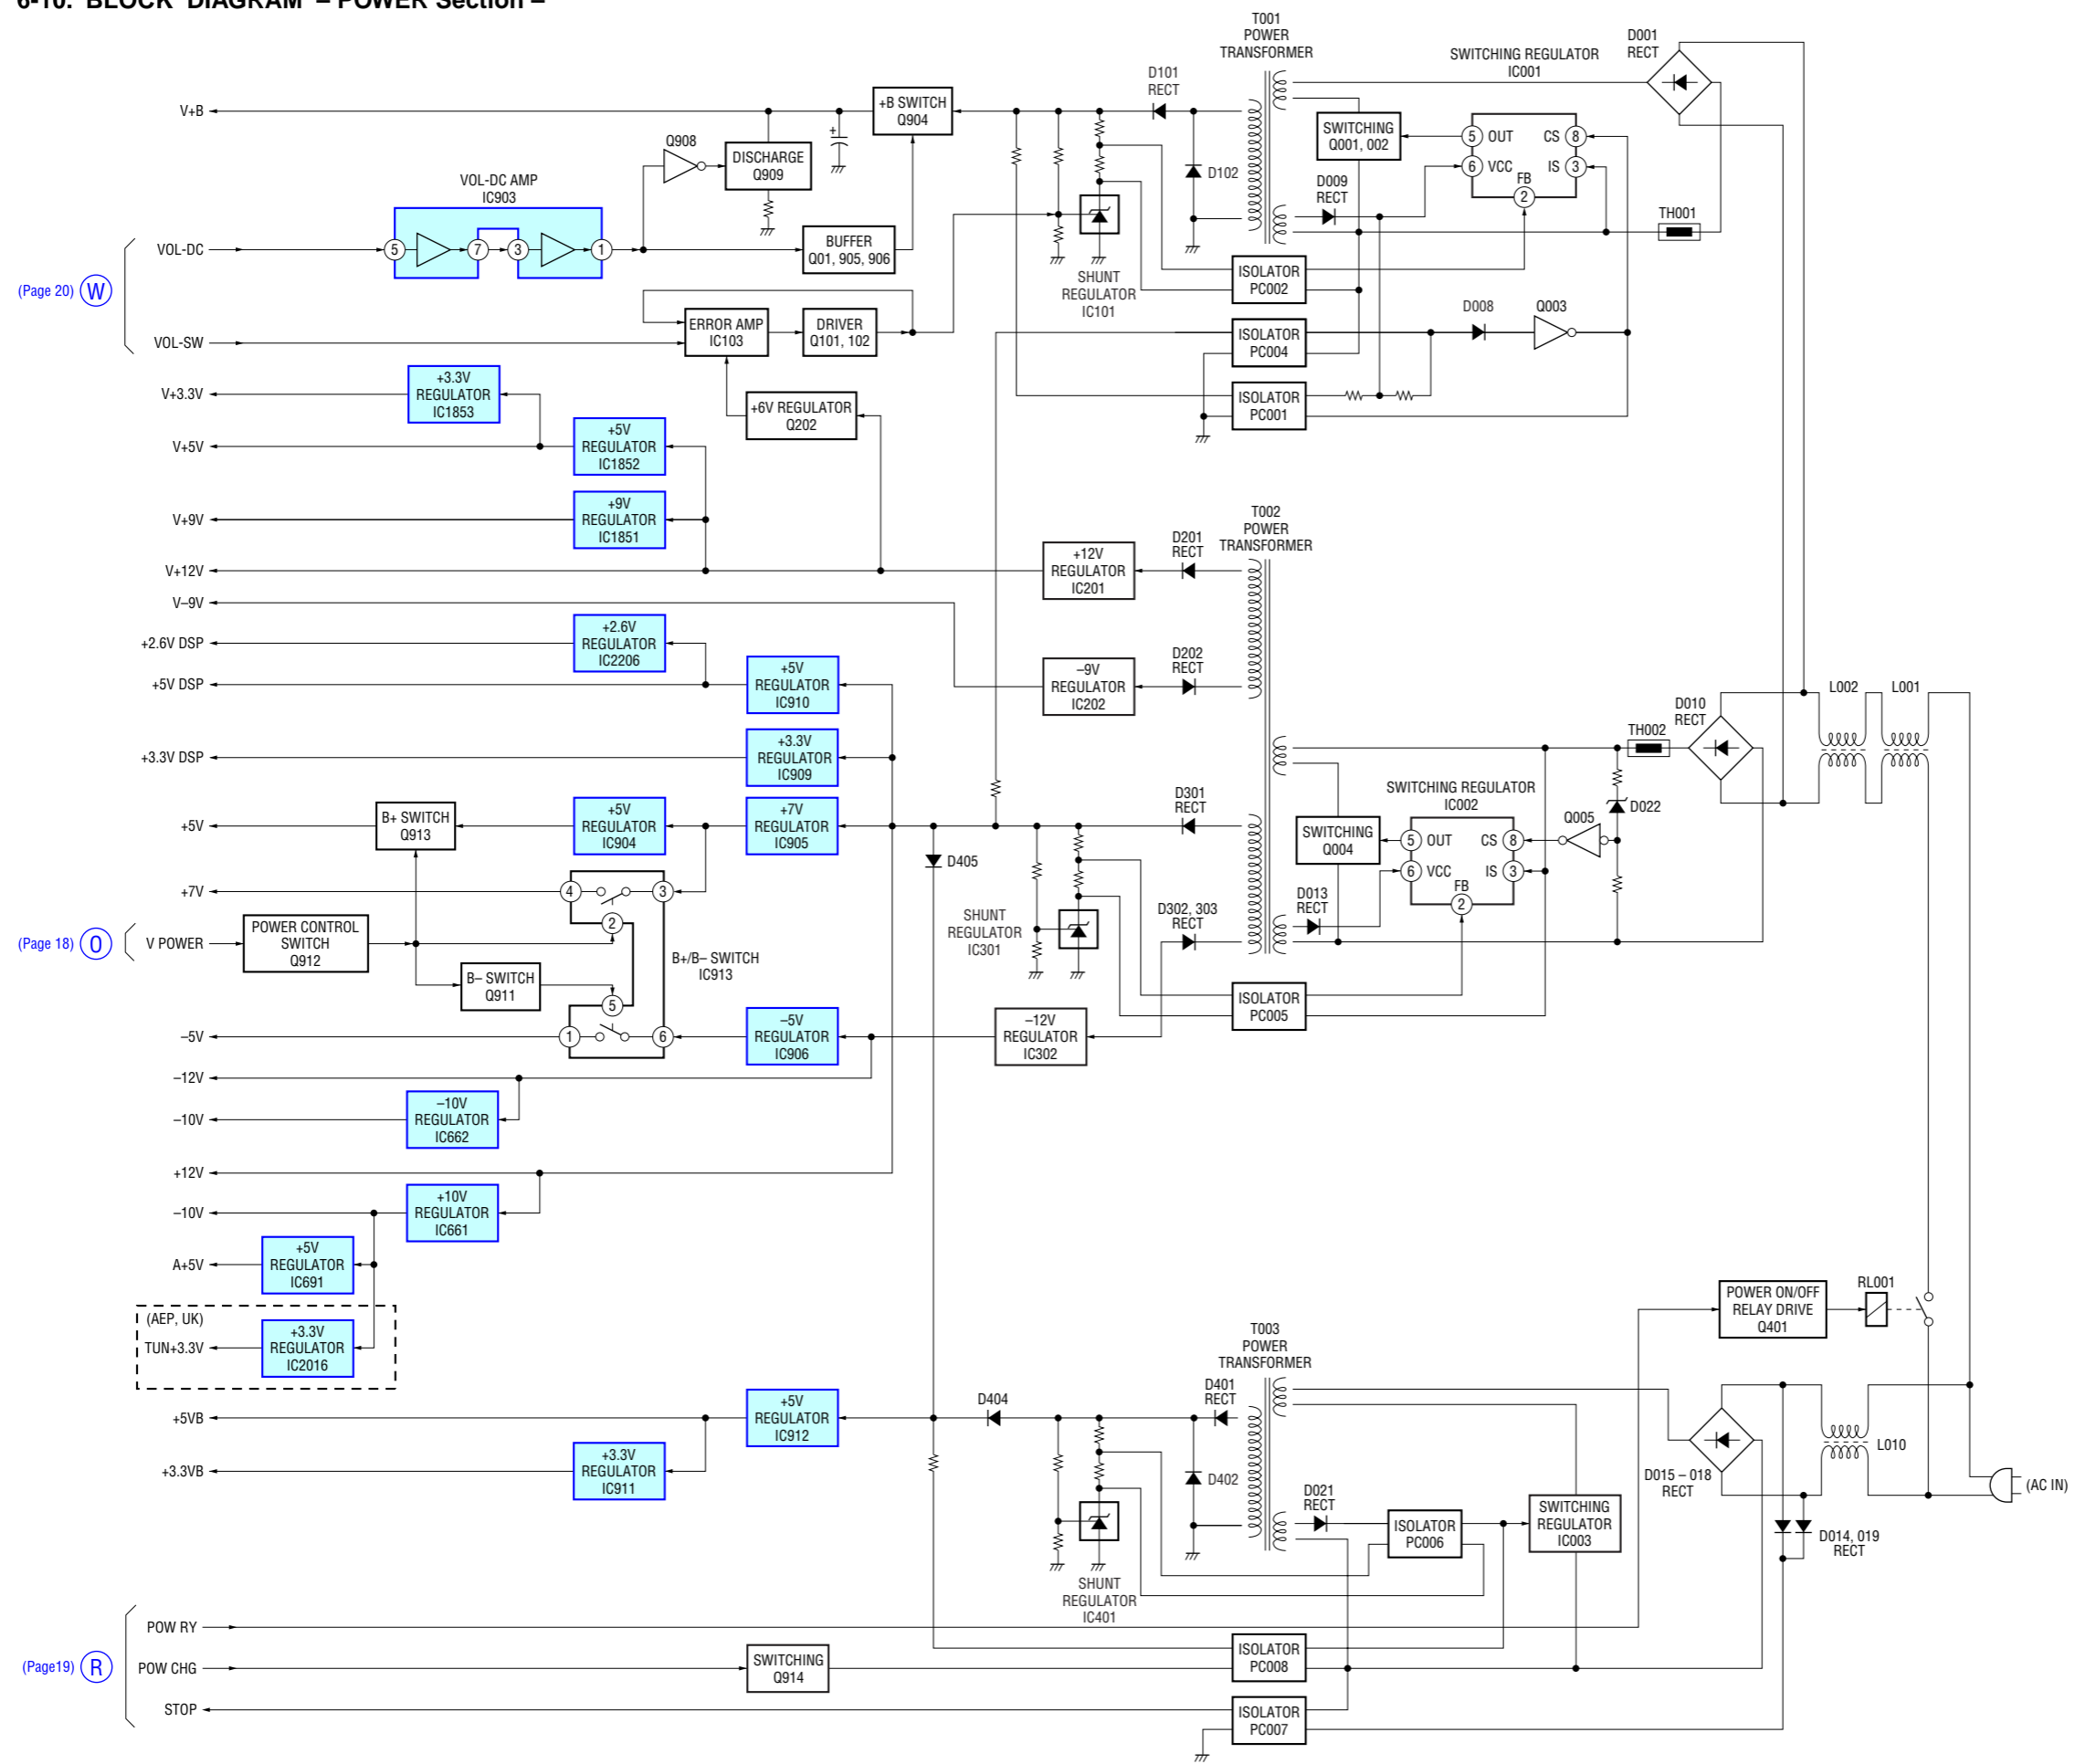 6-10. BLOCK DIAGRAM – POWER Section –
T001
POWER
TRANSFORMER
D001
RECT
SWITCHING REGULATOR
IC001
D101
RECT
V+B
+B SWITCH
Q904
+
Q908
DISCHARGE
Q909
D102
SWITCHING
Q001, 002
5 OUT
CS 8
6 VCC
IS 3
FB
2
D009
RECT
TH001
VOL-DC AMP
IC903
VOL-DC
5
7
3
1
BUFFER
Q01, 905, 906
(Page 20) W
SHUNT
REGULATOR
IC101
ISOLATOR
PC002
ERROR AMP
IC103
DRIVER
Q101, 102
VOL-SW
ISOLATOR
PC004
D008
Q003
V+3.3V
+3.3V
REGULATOR
IC1853
+6V REGULATOR
Q202
ISOLATOR
PC001
V+5V
+5V
REGULATOR
IC1852
V+9V
+9V
REGULATOR
IC1851
T002
POWER
TRANSFORMER
V+12V
+12V
REGULATOR
IC201
D201
RECT
V–9V
+2.6V DSP
+2.6V
REGULATOR
IC2206
+5V DSP
+5V
REGULATOR
IC910
–9V
REGULATOR
IC202
D202
RECT
L002
L001
D010
RECT
TH002
+3.3V DSP
+3.3V
REGULATOR
IC909
SWITCHING REGULATOR
IC002
D022
D301
RECT
+5V
B+ SWITCH
Q913
+5V
REGULATOR
IC904
+7V
REGULATOR
IC905
D405
SWITCHING
Q004
5 OUT
CS 8
6 VCC
IS 3
FB
2
Q005
+7V
4
3
2
D013
RECT
D302, 303
RECT
SHUNT
REGULATOR
IC301
(Page 18) O
V POWER
POWER CONTROL
SWITCH
Q912
B– SWITCH
Q911
5
B+/B– SWITCH
IC913
ISOLATOR
PC005
–5V
1
6
–5V
REGULATOR
IC906
–12V
REGULATOR
IC302
–12V
–10V
–10V
REGULATOR
IC662
+12V
–10V
+10V
REGULATOR
IC661
A+5V
+5V
REGULATOR
IC691
(AEP, UK)
TUN+3.3V
+3.3V
REGULATOR
IC2016
POWER ON/OFF
RELAY DRIVE
Q401
RL001
T003
POWER
TRANSFORMER
D401
RECT
+5VB
+5V
REGULATOR
IC912
D404
+3.3VB
+3.3V
REGULATOR
IC911
D402
D021
RECT
ISOLATOR
PC006
SWITCHING
REGULATOR
IC003
D015 – 018
RECT
L010
(AC IN)
D014, 019
RECT
SHUNT
REGULATOR
IC401
POW RY
(Page19) R
POW CHG
SWITCHING
Q914
ISOLATOR
PC008
STOP
ISOLATOR
PC007